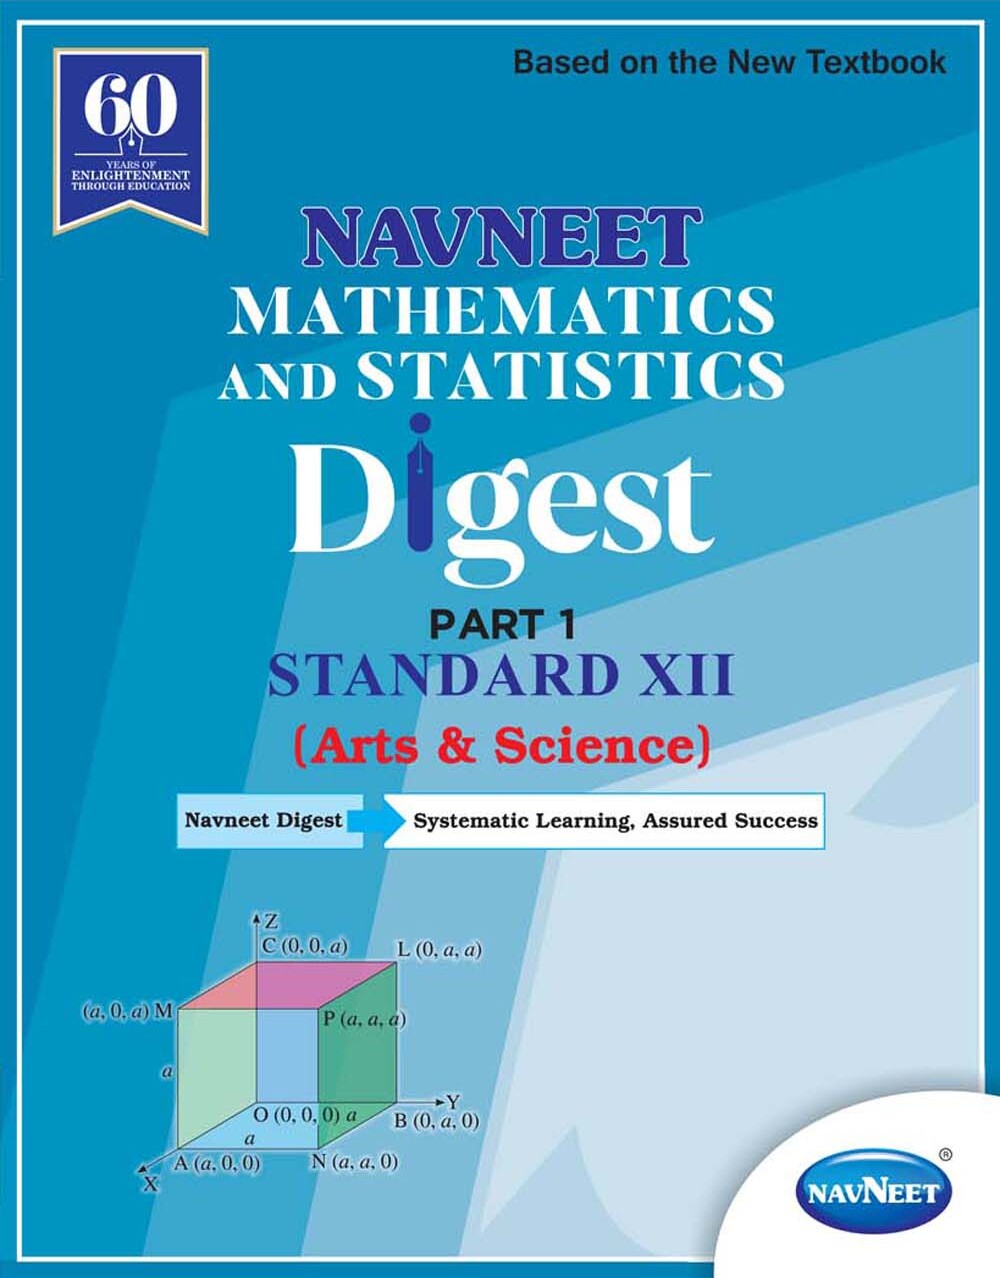 Based on the New Textbook
60
YEARS OF
ENLIGHTENMENT
THROUGH EDUCATION
NAVNEET
MATHEMATICS
AND STATISTICS
Digest
PART 1
STANDARD XII
(Arts & Science)
Navneet Digest
Systematic Learning, Assured Success
Z
C (0, 0, a)
L (0, a, a)
(a, 0, a) M
P (a, a, a)
a
Y
O (0, 0, 0) a
B (0, a, 0)
a
A (a, 0, 0)
N (a, a, 0)
X
NAVNEET ®